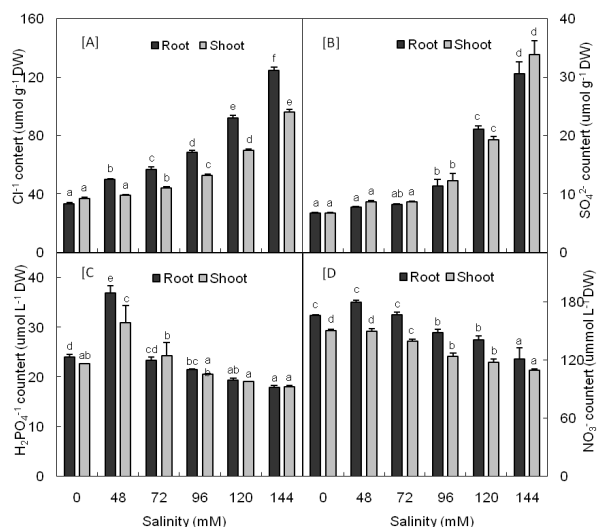 160 [A] Root Shoot [B] Root Shoot 40
120 30
80 20
40 10
0 0
Cl⁻¹ contert (umol g⁻¹ DW)
SO₄²⁻ countert (umol g⁻¹ DW)
a a b a c b d c e d f e
a a a a ab a b b c c d d
40 [C Root Shoot [D] Root Shoot 180
30 120
20 60
10 0
0
H₂PO₄⁻¹ countert (umol L⁻¹ DW)
NO₃⁻ countert (ummol L⁻¹ DW)
d ab e c cd b bc a b ab a a a
c d c d c c b b b a a a
0 48 72 96 120 144 0 48 72 96 120 144
Salinity (mM) Salinity (mM)